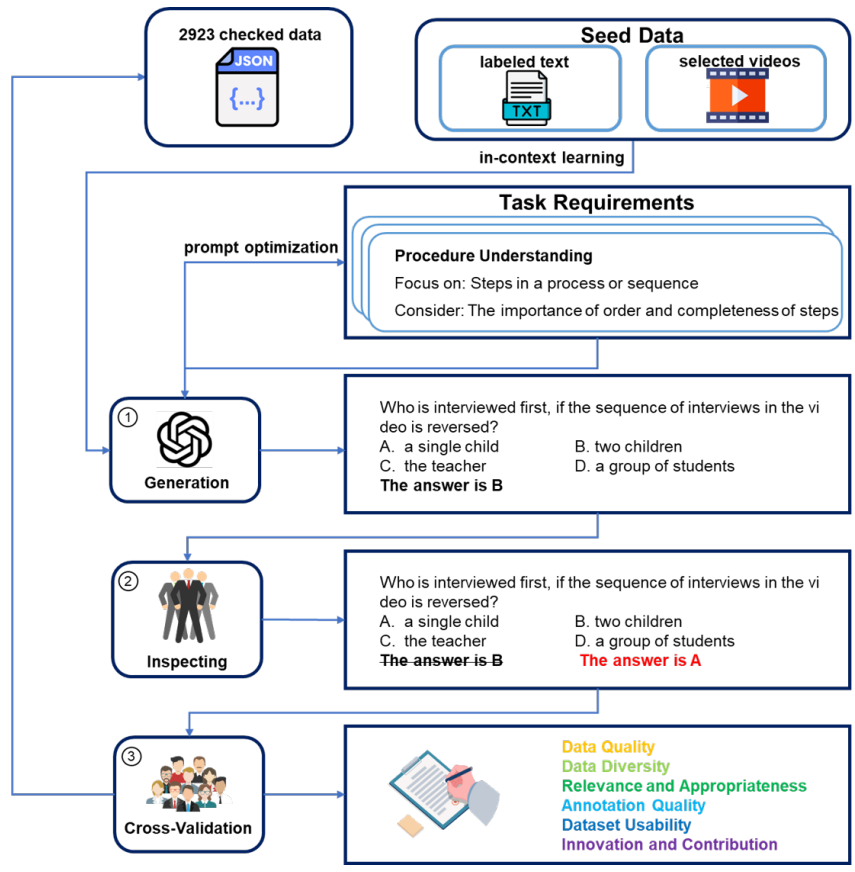 2923 checked data
JSON
{...}
Seed Data
labeled text
TXT
selected videos
in-context learning
Task Requirements
prompt optimization
Procedure Understanding
Focus on: Steps in a process or sequence
Consider: The importance of order and completeness of steps
1
Generation
Who is interviewed first, if the sequence of interviews in the vi
deo is reversed?
A. a single child B. two children
C. the teacher D. a group of students
The answer is B
2
Inspecting
Who is interviewed first, if the sequence of interviews in the vi
deo is reversed?
A. a single child B. two children
C. the teacher D. a group of students
The answer is B The answer is A
3
Cross-Validation
Data Quality
Data Diversity
Relevance and Appropriateness
Annotation Quality
Dataset Usability
Innovation and Contribution